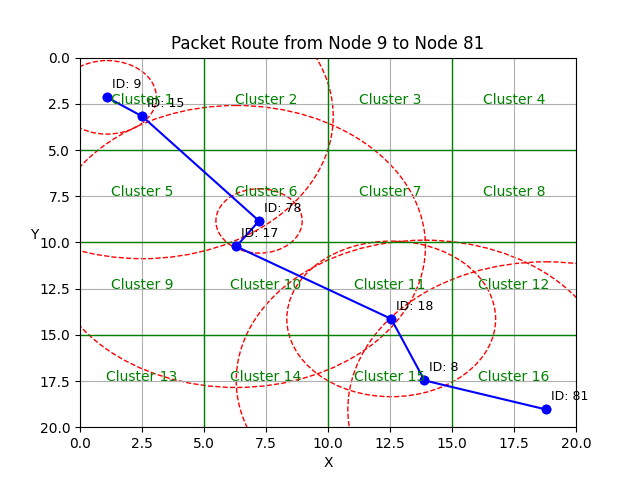 Packet Route from Node 9 to Node 81
0.0
ID: 9
Cluster 1
ID: 15
Cluster 2
Cluster 3
Cluster 4
2.5
5.0
Cluster 5
Cluster 6
Cluster 7
Cluster 8
7.5
ID: 78
ID: 17
Y
10.0
Cluster 9
Cluster 10
Cluster 11
Cluster 12
12.5
ID: 18
15.0
Cluster 13
Cluster 14
Cluster 15
Cluster 16
17.5
ID: 8
ID: 81
20.0
0.0 2.5 5.0 7.5 10.0 12.5 15.0 17.5 20.0
X